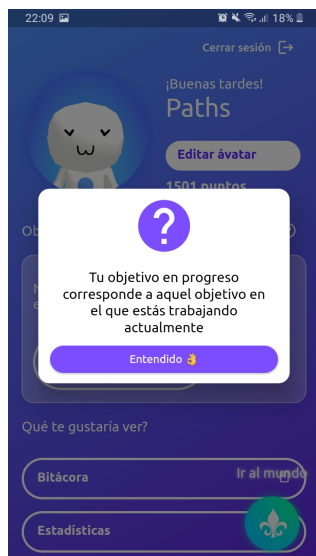 22:09 18%
Cerrar sesión
¡Buenas tardes!
Paths
Editar ávatar
1501 puntos
Ob
Tu objetivo en progreso
corresponde a aquel objetivo en
el que estás trabajando
actualmente
Entendido 👌
Qué te gustaría ver?
Ir al mundo
Bitácora
Estadísticas